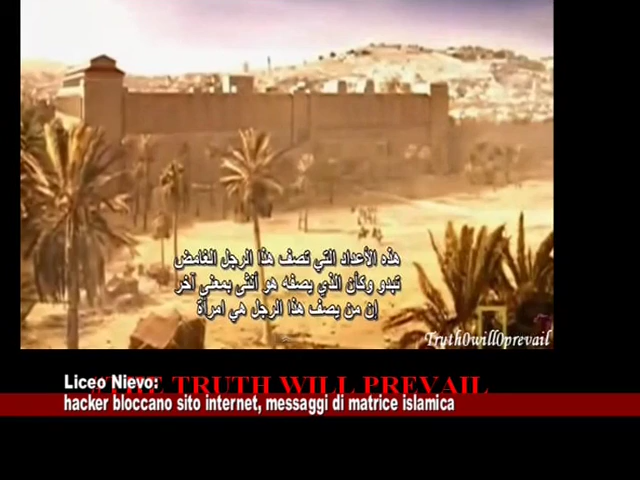 هذه الأعداد التي تصف هذا الرجل الغامض
تبدو وكأن الذي يصفه هو أنثى بمعنى آخر
إن من يصف هذا الرجل هي امرأة
Truth0will0prevail
THE TRUTH WILL PREVAIL
Liceo Nievo:
hacker bloccano sito internet, messaggi di matrice islamica